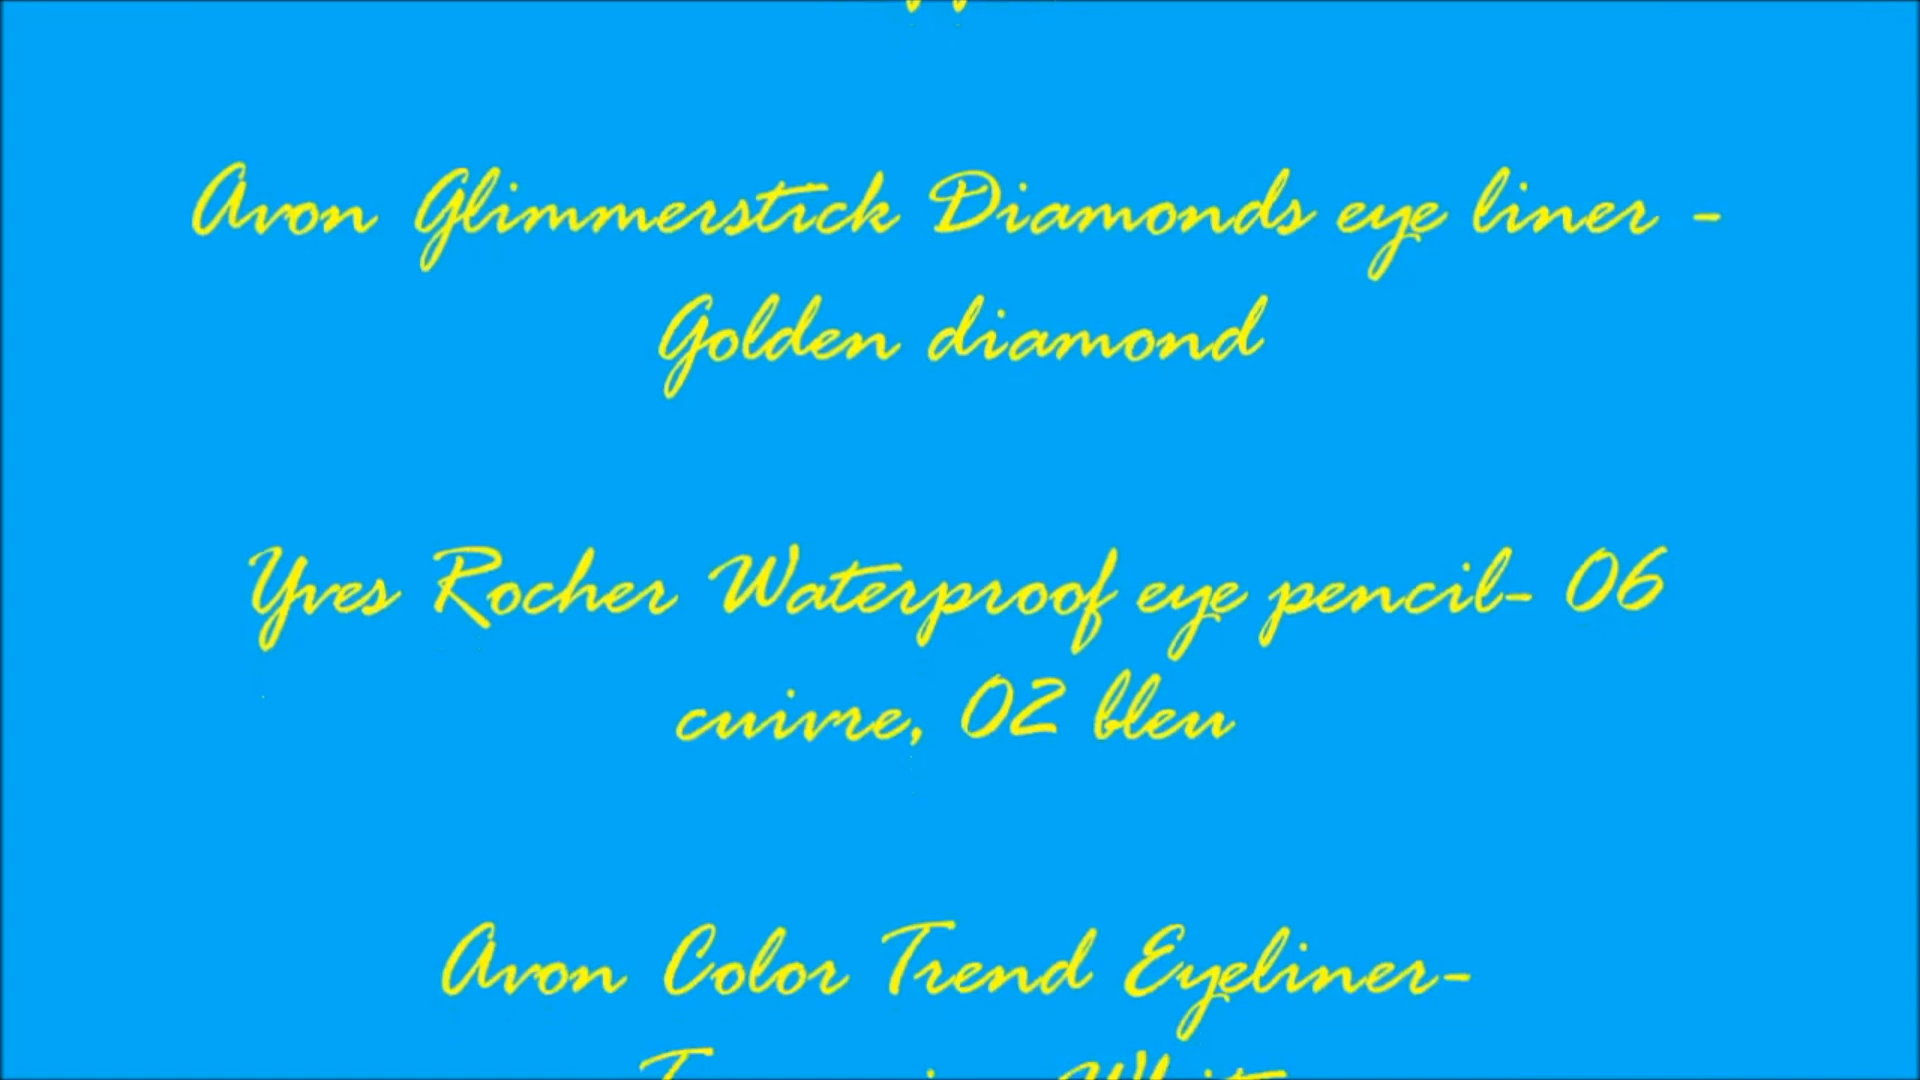 Avon Glimmerstick Diamonds eye liner -
Golden diamond
Yves Rocher Waterproof eye pencil- 06
cuivre, 02 bleu
Avon Color Trend Eyeliner-